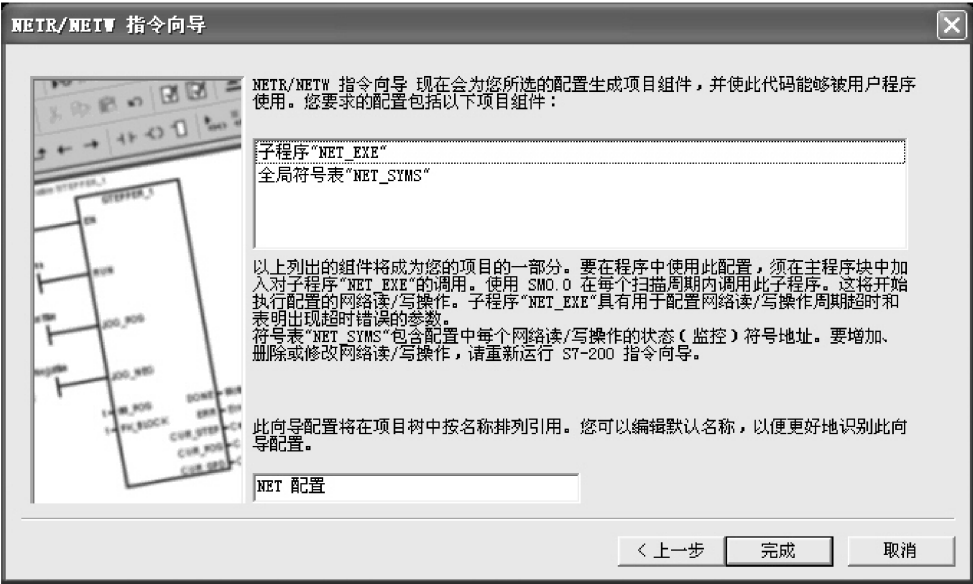 NETR/NETW 指令向导
NETR/NETW 指令向导 现在会为您所选的配置生成项目组件，并使此代码能够被用户程序
使用。您要求的配置包括以下项目组件：
子程序“NET_EXE“
全局符号表“NET_SYMS“
以上列出的组件将成为您的项目的一部分。要在程序中使用此配置，须在主程序块中加
入对子程序“NET_EXE“的调用。使用 SM0.0 在每个扫描周期内调用此子程序。这将开始
执行配置的网络读/写操作。子程序“NET_EXE“具有用于配置网络读/写操作周期超时和
表明出现超时错误的参数。
符号表“NET_SYMS“包含配置中每个网络读/写操作的状态（监控）符号地址。要增加、
删除或修改网络读/写操作，请重新运行 S7-200 指令向导。
此向导配置将在项目树中按名称排列引用。您可以编辑默认名称，以便更好地识别此向
导配置。
NET 配置
< 上一步
完成
取消
STEPPER_1
EN
RUN
JOG_POS
JOG_NEG
DONE
ERR
CUR_STEP
CUR_POS
CUR_SPD